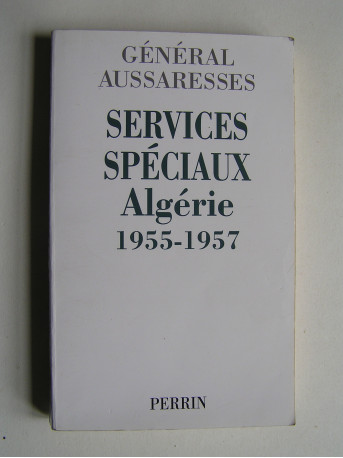 GÉNÉRAL
AUSSARESSES
SERVICES
SPÉCIAUX
Algérie
1955-1957
PERRIN